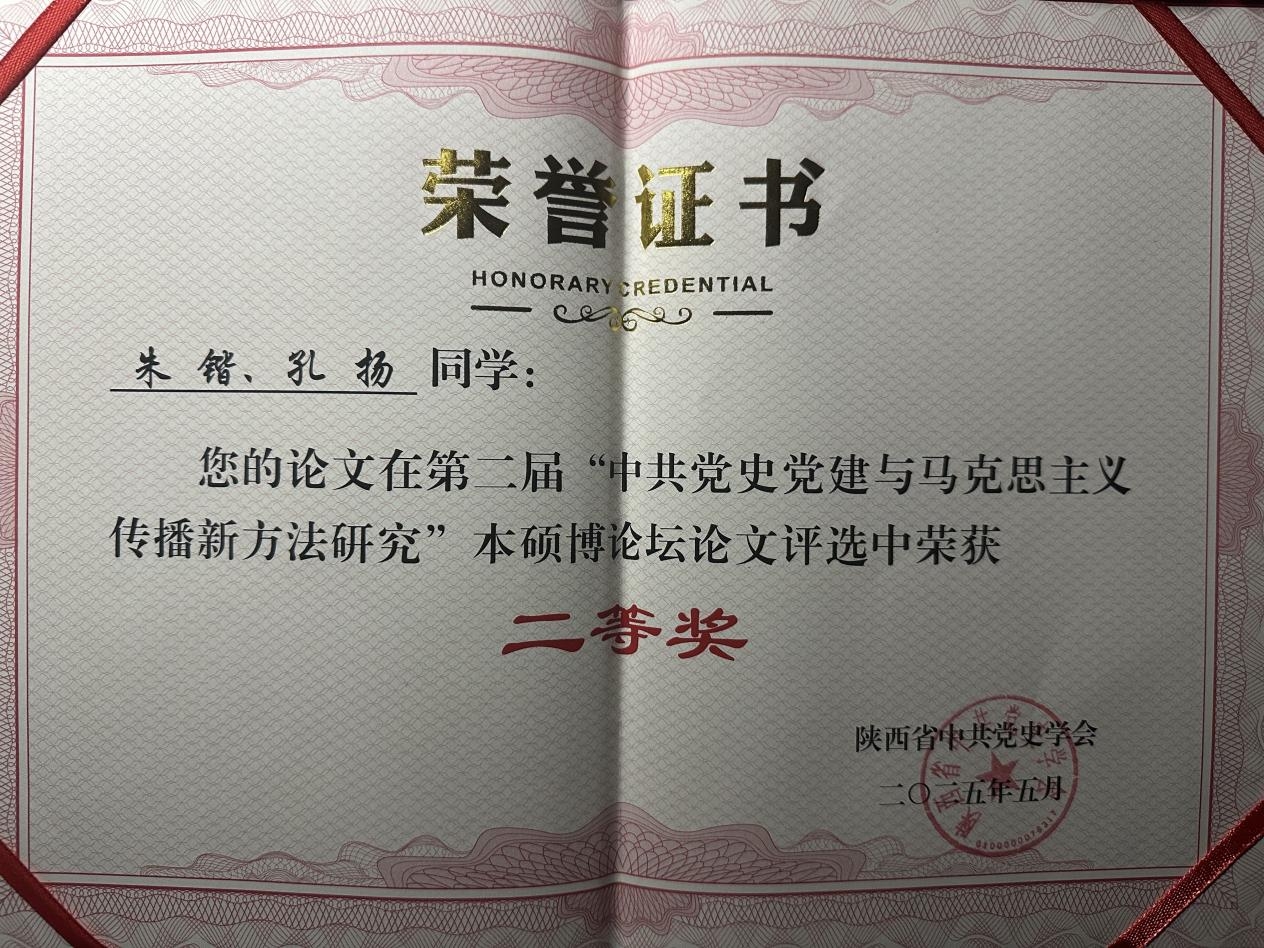 荣誉证书
HONORARY CREDENTIAL
朱 锴、孔 扬 同学：
您的论文在第二届“中共党史党建与马克思主义
传播新方法研究”本硕博论坛论文评选中荣获
二等奖
陕西省中共党史学会
二〇二五年五月